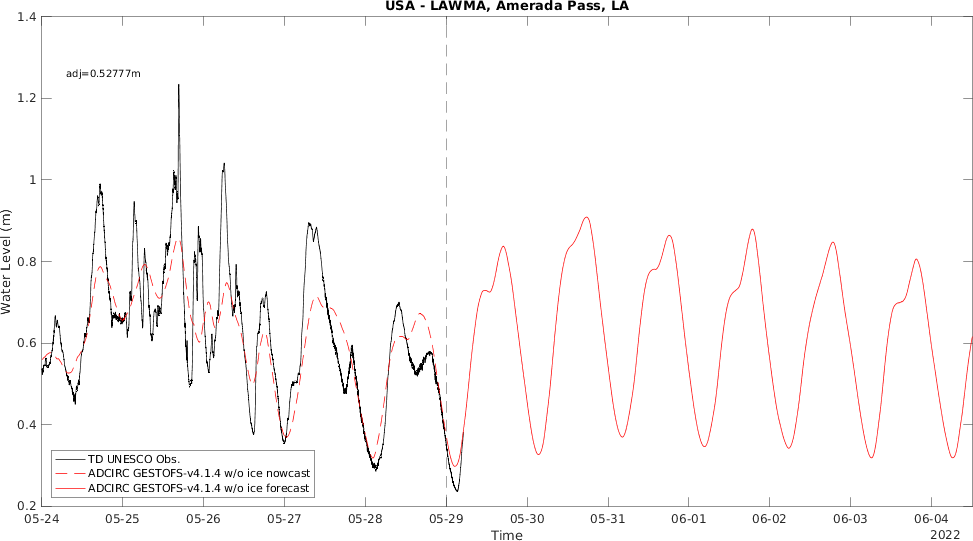 USA - LAWMA, Amerada Pass, LA
1.4
1.2
1
0.8
0.6
0.4
0.2
Water Level (m)
adj=0.52777m
TD UNESCO Obs.
ADCIRC GESTOFS-v4.1.4 w/o ice nowcast
ADCIRC GESTOFS-v4.1.4 w/o ice forecast
05-24 05-25 05-26 05-27 05-28 05-29 05-30 05-31 06-01 06-02 06-03 06-04
2022
Time